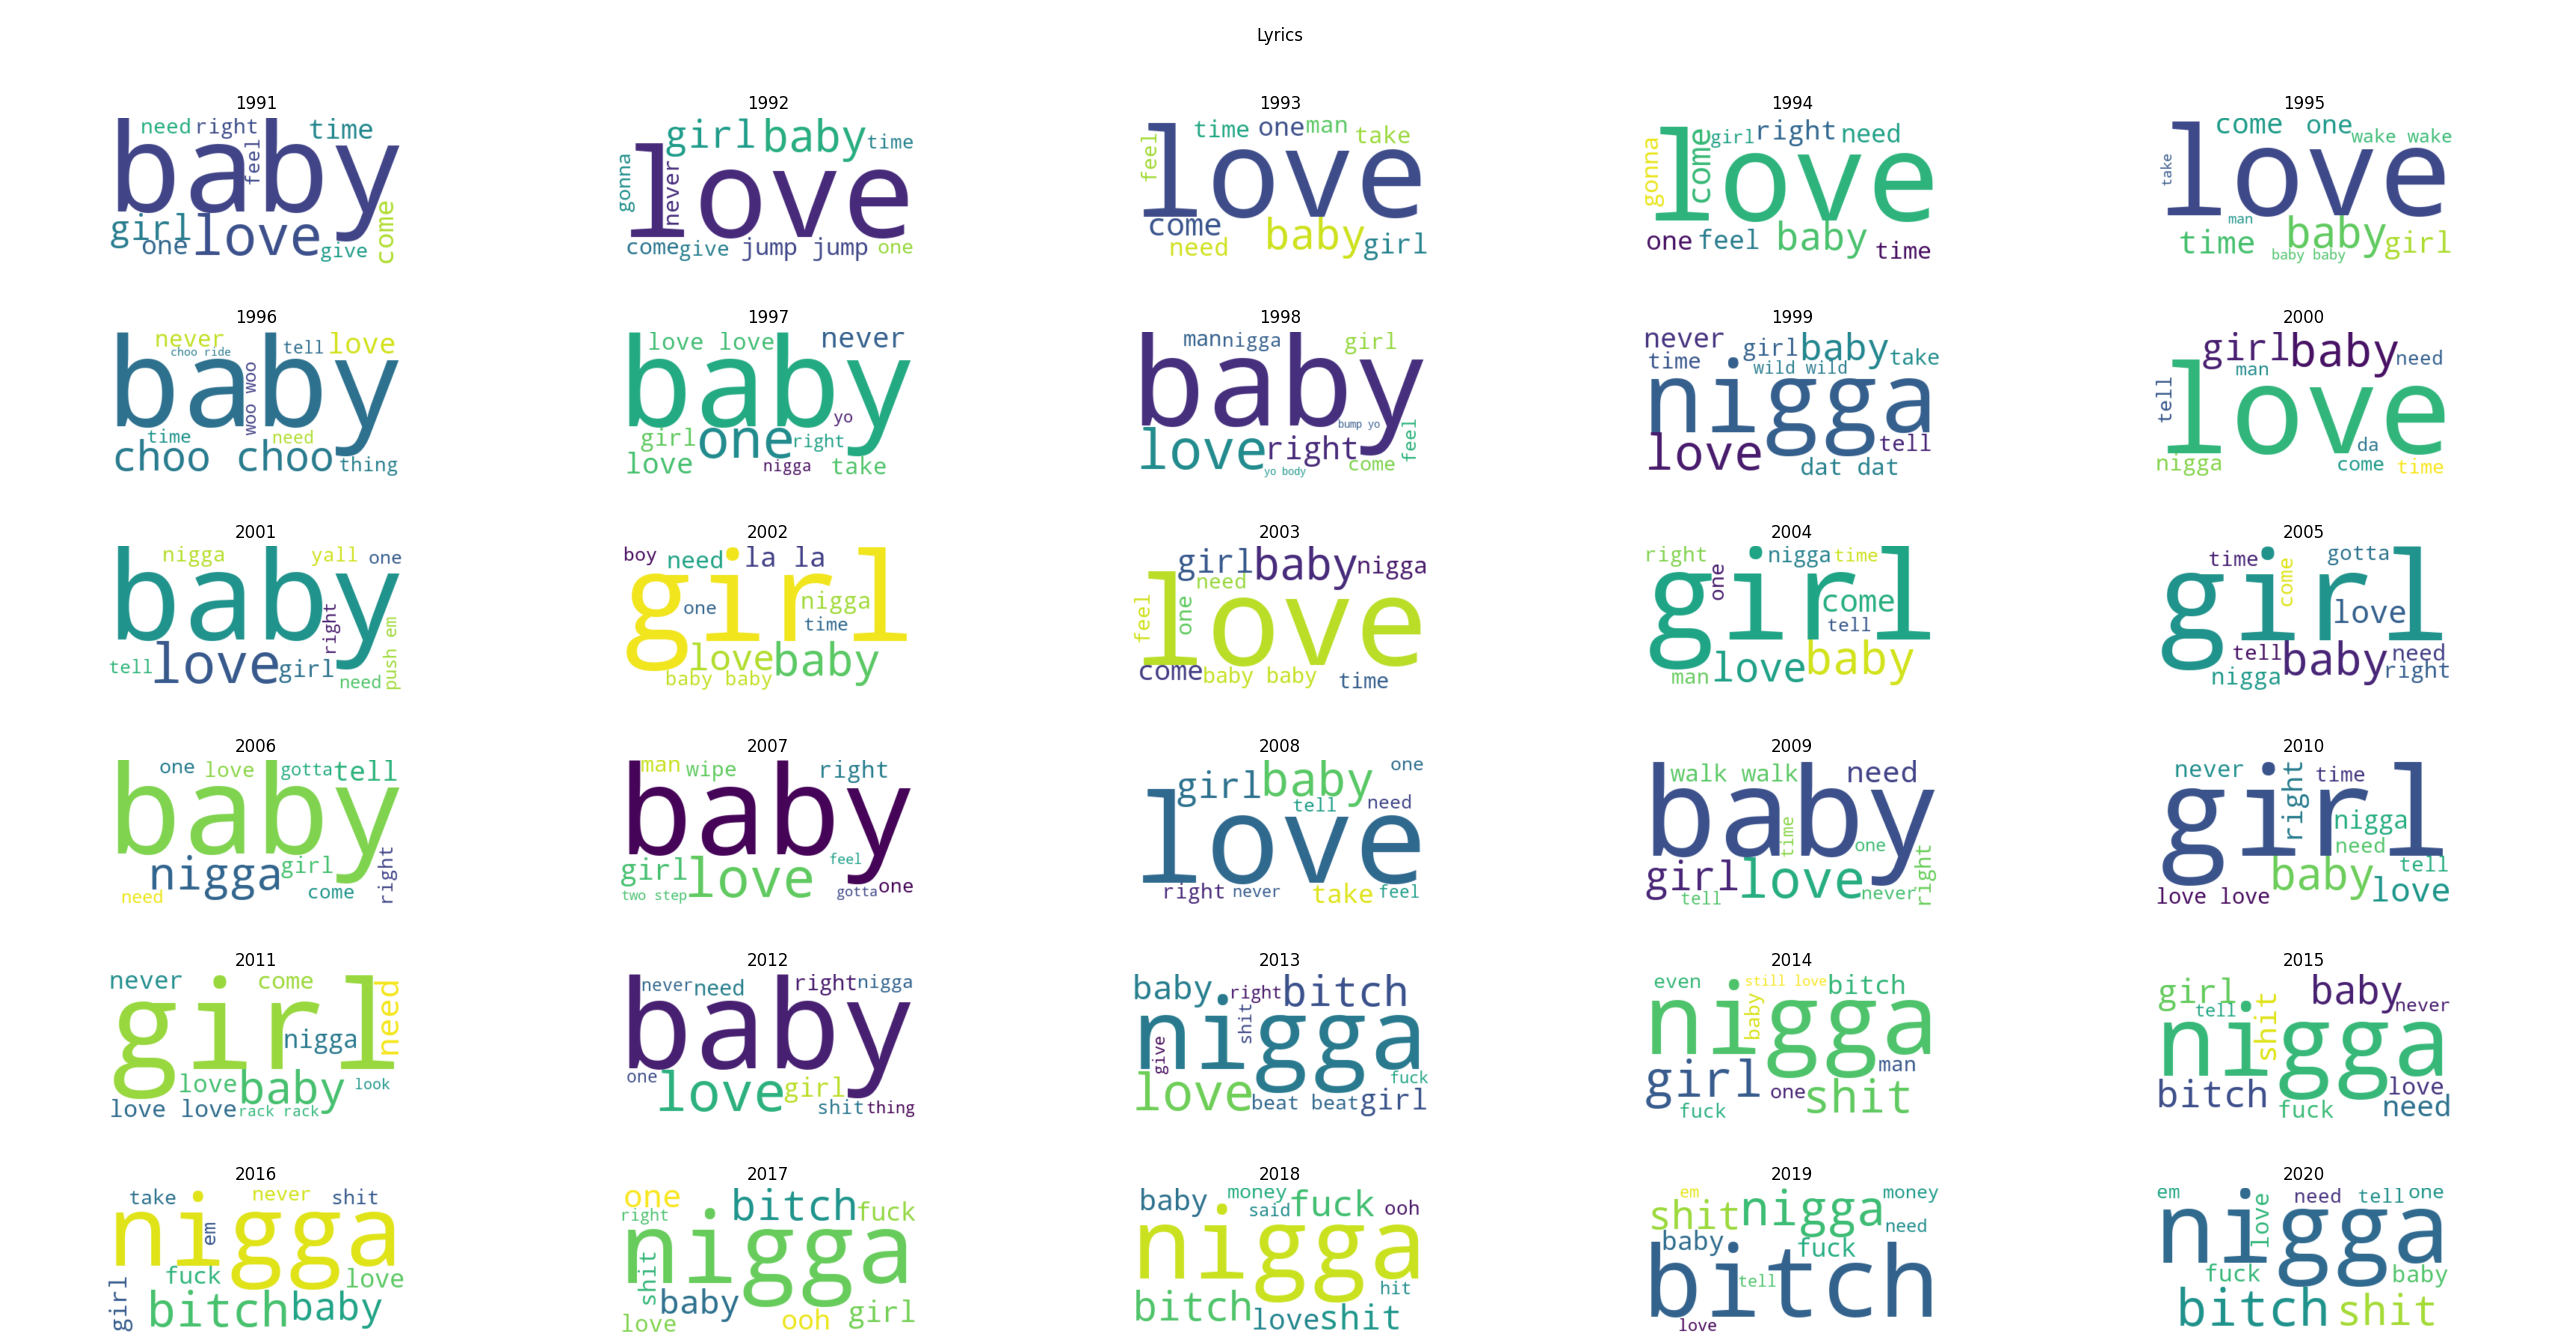 Lyrics
1991 1992 1993 1994 1995
need right time
baby
feel
girl love come
one give
girl baby time
gonna love
never
come give jump jump one
time one man take
feel love
come baby girl
need
girl right need
gonna come love
one feel baby time
come one wake wake
take love
man
time baby girl
baby baby
1996 1997 1998 1999 2000
never tell love
choo ride
baby
woo woo
time need
choo choo thing
love love never
baby
yo
girl one right
love nigga take
man nigga girl
baby
bump yo
love right feel
yo body come
never girl baby take
time wild wild
nigga
love tell
dat dat
girl baby need
man
tell love
da
nigga come time
2001 2002 2003 2004 2005
nigga yall one
baby
right
push em
tell love girl need
boy need la la
girl
one nigga
time
love baby
baby baby
girl baby nigga
need
feel one love
come baby baby time
right nigga time
one girl
come
tell
love baby
man
time gotta
come
girl
love
tell baby need
nigga right
2006 2007 2008 2009 2010
one love gotta tell
baby
nigga girl right
need come
man wipe right
baby
girl love feel
two step gotta one
girl baby one
tell need
love
right never take feel
walk walk need
baby
time one
girl love right
tell never
never right time
girl
nigga
need
baby tell
love love love
2011 2012 2013 2014 2015
never come
girl need
nigga
love baby look
love love rack rack
never need right nigga
baby
one love girl
shit thing
baby right bitch
shit
nigga
give
fuck
love beat beat girl
even still love bitch
baby
nigga
girl man
one shit
fuck
girl baby
tell never
shit
nigga
bitch love
fuck need
2016 2017 2018 2019 2020
take never shit
nigga
em
fuck love
girl bitch baby
one bitch fuck
right
nigga
shit
baby
love ooh girl
baby money fuck ooh
said
nigga
hit
bitch love shit
em nigga money
shit need
baby fuck
bitch
tell
love
em need tell one
love
nigga
fuck baby
bitch shit